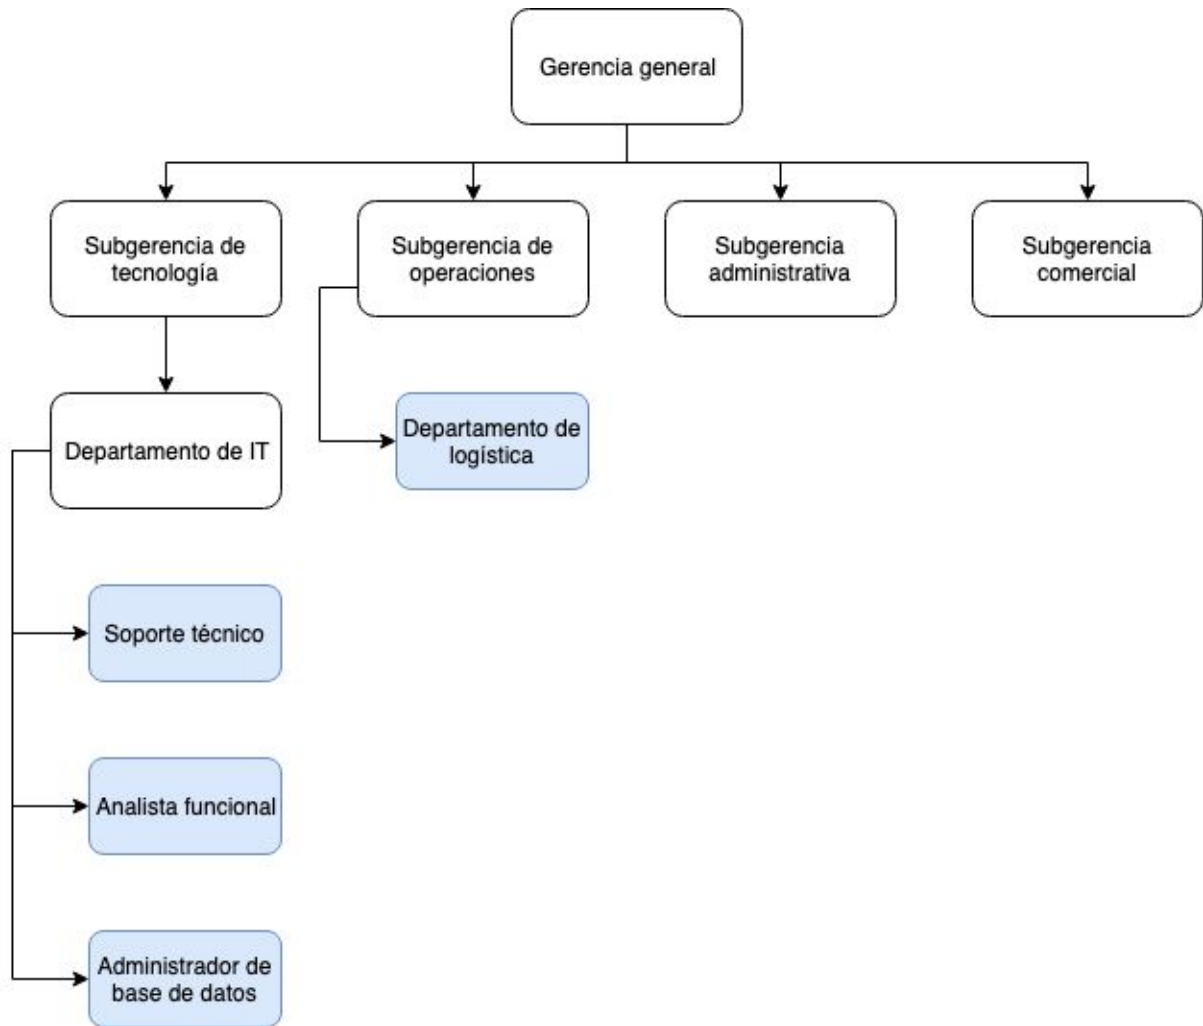 Gerencia general
Subgerencia de
tecnología
Subgerencia de
operaciones
Subgerencia
administrativa
Subgerencia
comercial
Departamento de IT
Departamento de
logística
Soporte técnico
Analista funcional
Administrador de
base de datos